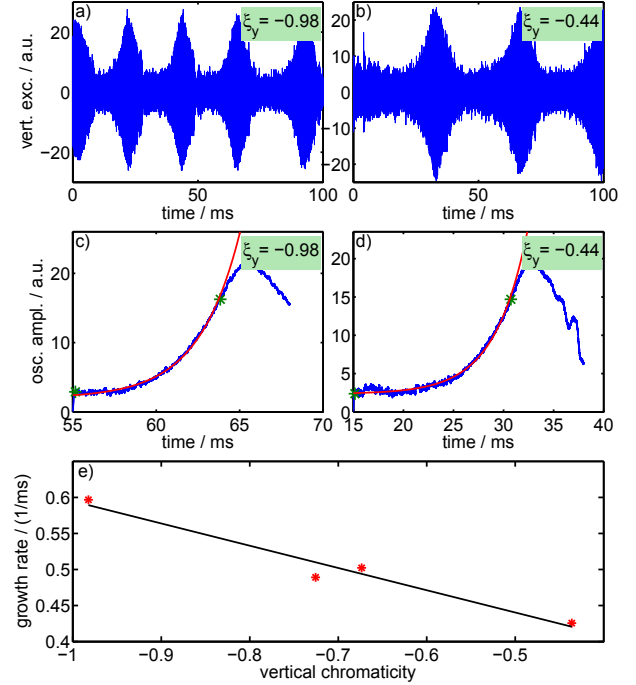 a)
ξy = −0.98
b)
ξy = −0.44
vert. exc. / a.u.
20
0
−20
0
50
100
time / ms
20
10
0
−10
−20
0
50
100
time / ms
c)
ξy = −0.98
d)
ξy = −0.44
osc. ampl. / a.u.
20
10
0
55
60
65
70
time / ms
20
15
10
5
0
15
20
25
30
35
40
time / ms
e)
growth rate / (1/ms)
0.6
0.55
0.5
0.45
0.4
−1
−0.9
−0.8
−0.7
−0.6
−0.5
vertical chromaticity